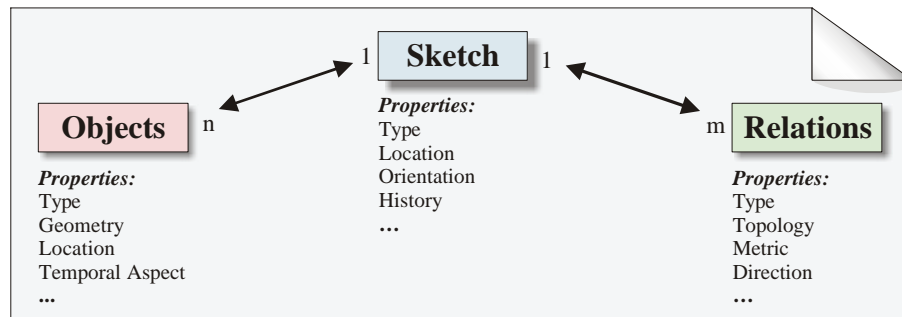 Sketch
1
1
Properties:
Type
Location
Orientation
History
…
Objects
n
Properties:
Type
Geometry
Location
Temporal Aspect
...
m
Relations
Properties:
Type
Topology
Metric
Direction
…